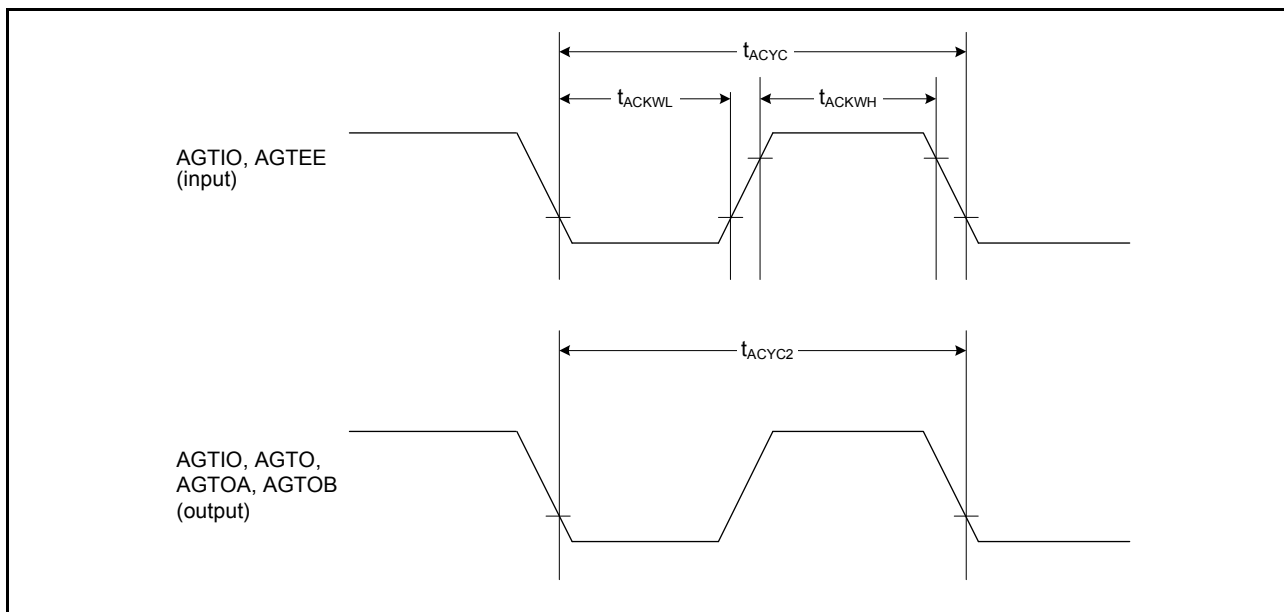 tACYC
tACKWL
tACKWH
AGTIO, AGTEE
(input)
tACYC2
AGTIO, AGTO,
AGTOA, AGTOB
(output)